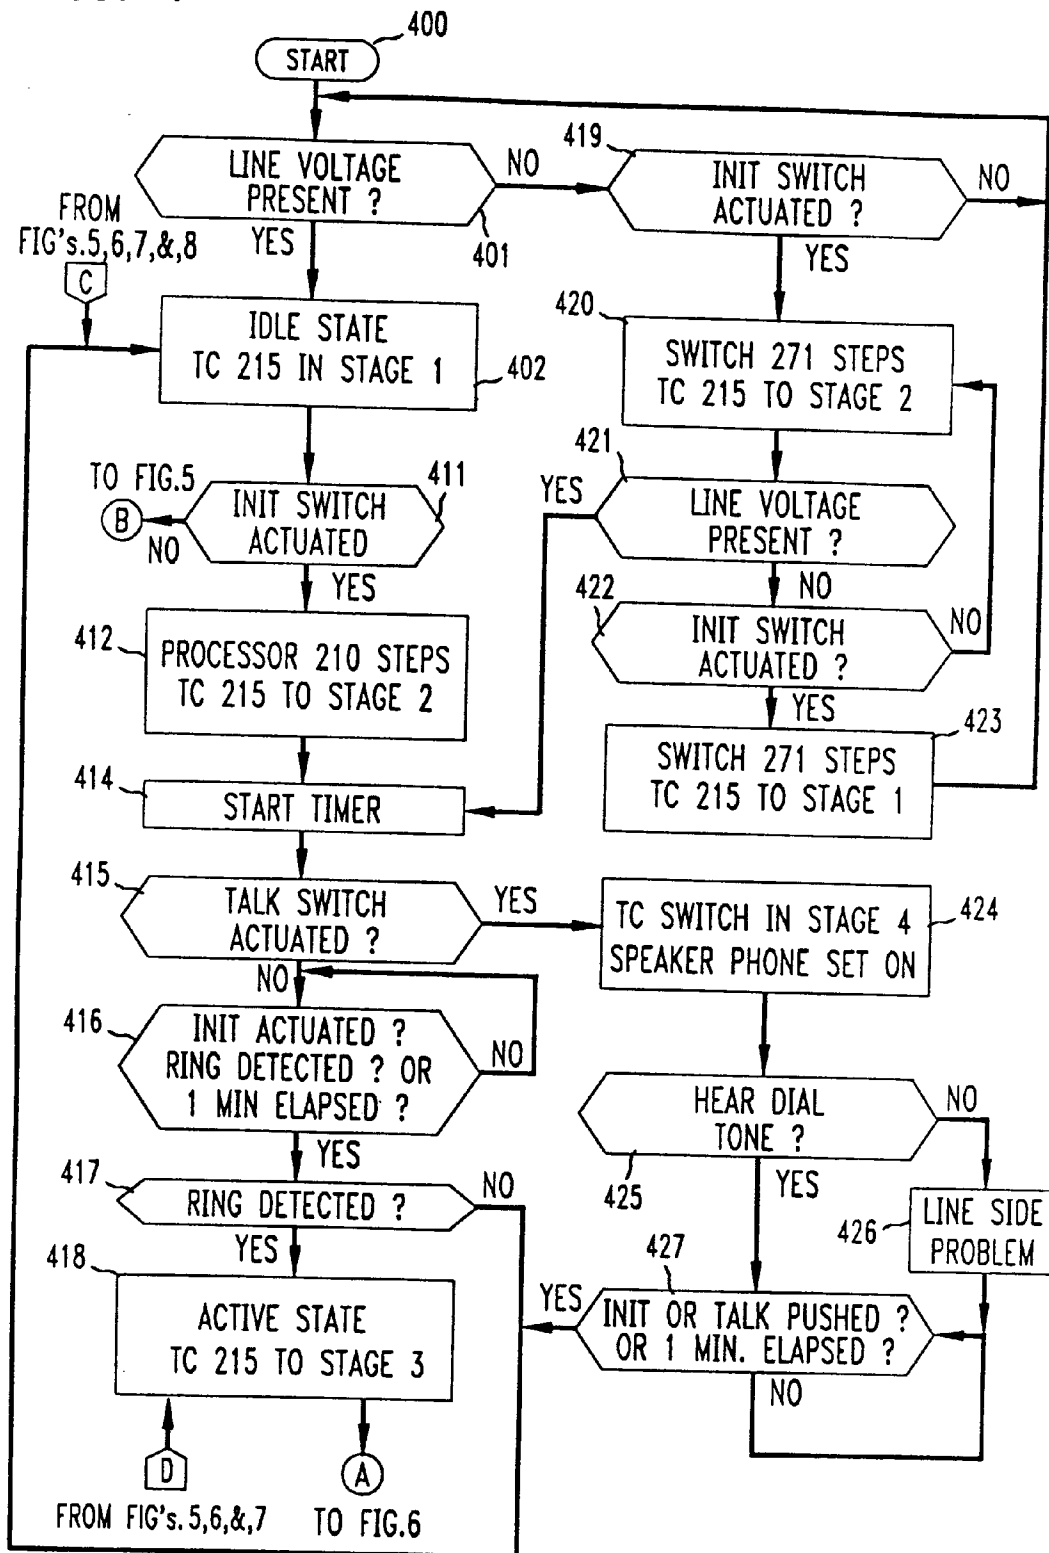 400
START
LINE VOLTAGE
PRESENT ?
NO
401
YES
419
INIT SWITCH
ACTUATED ?
NO
YES
FROM
FIG's.5,6,7,&,8
C
IDLE STATE
TC 215 IN STAGE 1
402
420
SWITCH 271 STEPS
TC 215 TO STAGE 2
TO FIG.5
B
NO
INIT SWITCH
ACTUATED
411
YES
421
YES
LINE VOLTAGE
PRESENT ?
NO
412
PROCESSOR 210 STEPS
TC 215 TO STAGE 2
422
INIT SWITCH
ACTUATED ?
NO
YES
423
SWITCH 271 STEPS
TC 215 TO STAGE 1
414
START TIMER
415
TALK SWITCH
ACTUATED ?
YES
NO
TC SWITCH IN STAGE 4
SPEAKER PHONE SET ON
424
416
INIT ACTUATED ?
RING DETECTED ? OR
1 MIN ELAPSED ?
NO
YES
HEAR DIAL
TONE ?
NO
425
YES
417
RING DETECTED ?
NO
YES
426
LINE SIDE
PROBLEM
418
ACTIVE STATE
TC 215 TO STAGE 3
427
YES
INIT OR TALK PUSHED ?
OR 1 MIN. ELAPSED ?
NO
D
FROM FIG's. 5,6,&,7
A
TO FIG.6